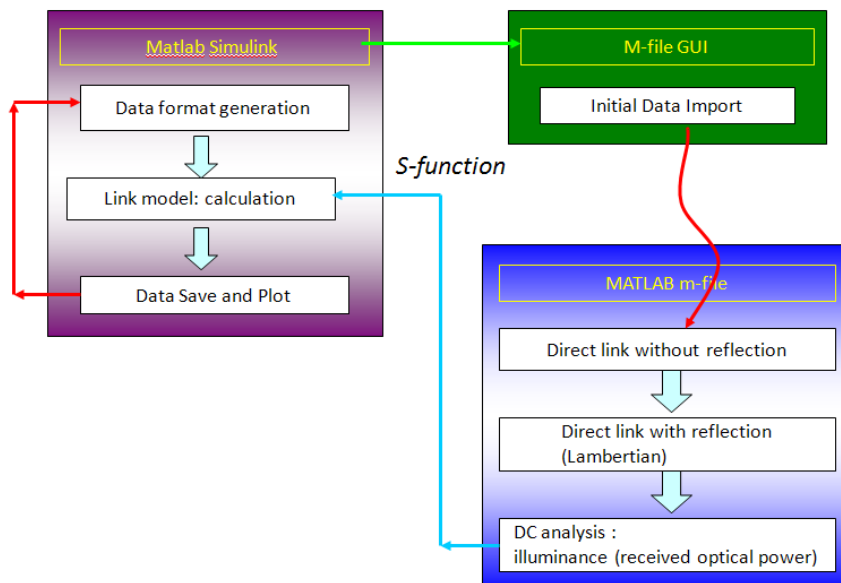 Matlab Simulink
Data format generation
Link model: calculation
Data Save and Plot
S-function
M-file GUI
Initial Data Import
MATLAB m-file
Direct link without reflection
Direct link with reflection
(Lambertian)
DC analysis :
illuminance (received optical power)